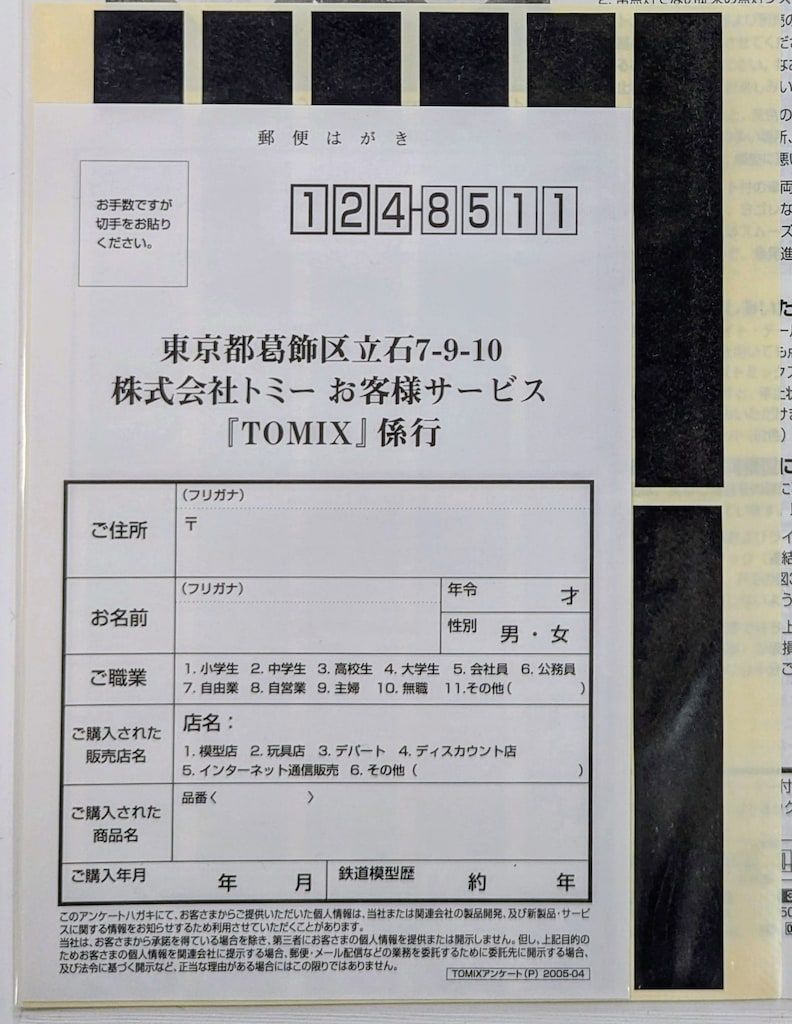 郵便はがき
お手数ですが
切手をお貼り
ください。
124-8511
東京都葛飾区立石7-9-10
株式会社トミー お客様サービス
『TOMIX』係行
ご住所
(フリガナ)
〒
お名前
(フリガナ)
年令 才
性別 男・女
ご職業
1. 小学生 2. 中学生 3. 高校生 4. 大学生 5. 会社員 6. 公務員
7. 自由業 8. 自営業 9. 主婦 10. 無職 11.その他( )
ご購入された
販売店名
店名:
1. 模型店 2. 玩具店 3. デパート 4. ディスカウント店
5. インターネット通信販売 6. その他 ( )
ご購入された
商品名
品番〈 〉
ご購入年月 年 月
鉄道模型歴 約 年
このアンケートハガキにて、お客さまからご提供いただいた個人情報は、当社または関連会社の製品開発、及び新製品・サービ
スに関する情報をお知らせするため利用させていただくことがあります。
当社は、お客さまから承諾を得ている場合を除き、第三者にお客さまの個人情報を提供または開示しません。但し、上記目的の
ためお客さまの個人情報を関連会社に提示する場合、郵便・メール配信などの業務を委託するために委託先に開示する場合、
及び法令に基づく開示など、正当な理由がある場合にはこの限りではありません。
TOMIXアンケート(P) 2005-04